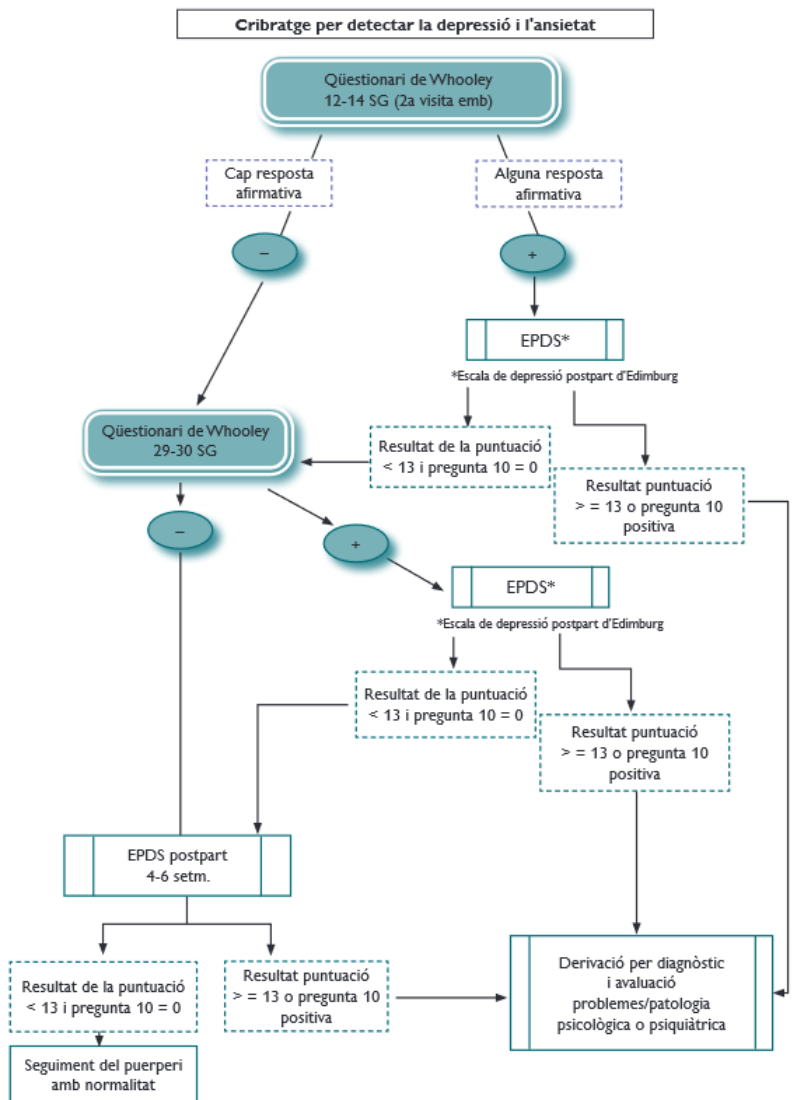 Cribratge per detectar la depressió i l'ansietat
Qüestionari de Whooley
12-14 SG (2a visita emb)
Cap resposta
afirmativa
Alguna resposta
afirmativa
–
+
EPDS*
*Escala de depressió postpart d'Edimburg
Qüestionari de Whooley
29-30 SG
Resultat de la puntuació
< 13 i pregunta 10 = 0
Resultat puntuació
> = 13 o pregunta 10
positiva
–
+
EPDS*
*Escala de depressió postpart d'Edimburg
Resultat de la puntuació
< 13 i pregunta 10 = 0
Resultat puntuació
> = 13 o pregunta 10
positiva
EPDS postpart
4-6 setm.
Resultat de la puntuació
< 13 i pregunta 10 = 0
Resultat puntuació
> = 13 o pregunta 10
positiva
Derivació per diagnòstic
i avaluació
problemes/patologia
psicològica o psiquiàtrica
Seguiment del puerperi
amb normalitat